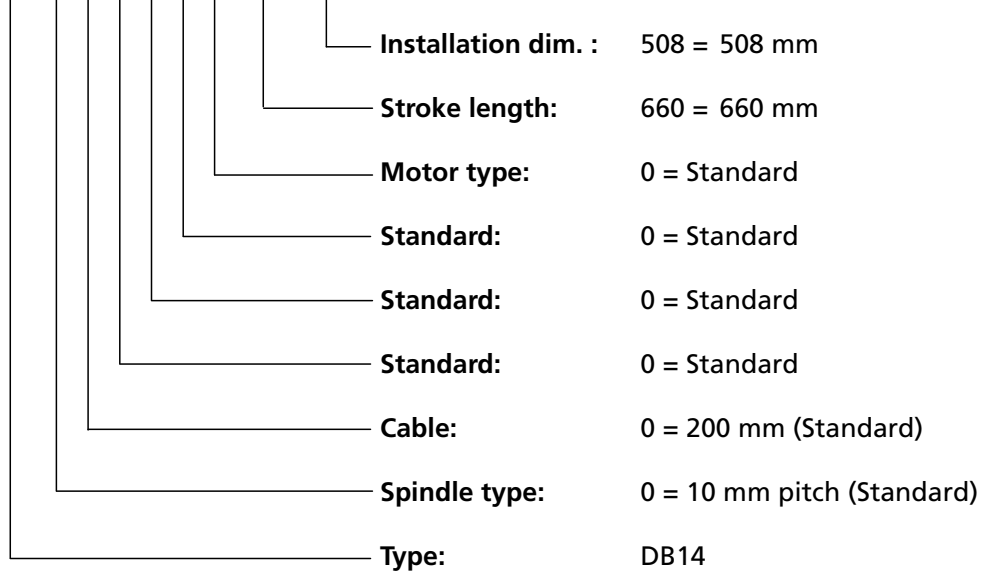 Installation dim. : 508 = 508 mm
Stroke length: 660 = 660 mm
Motor type: 0 = Standard
Standard: 0 = Standard
Standard: 0 = Standard
Standard: 0 = Standard
Cable: 0 = 200 mm (Standard)
Spindle type: 0 = 10 mm pitch (Standard)
Type: DB14